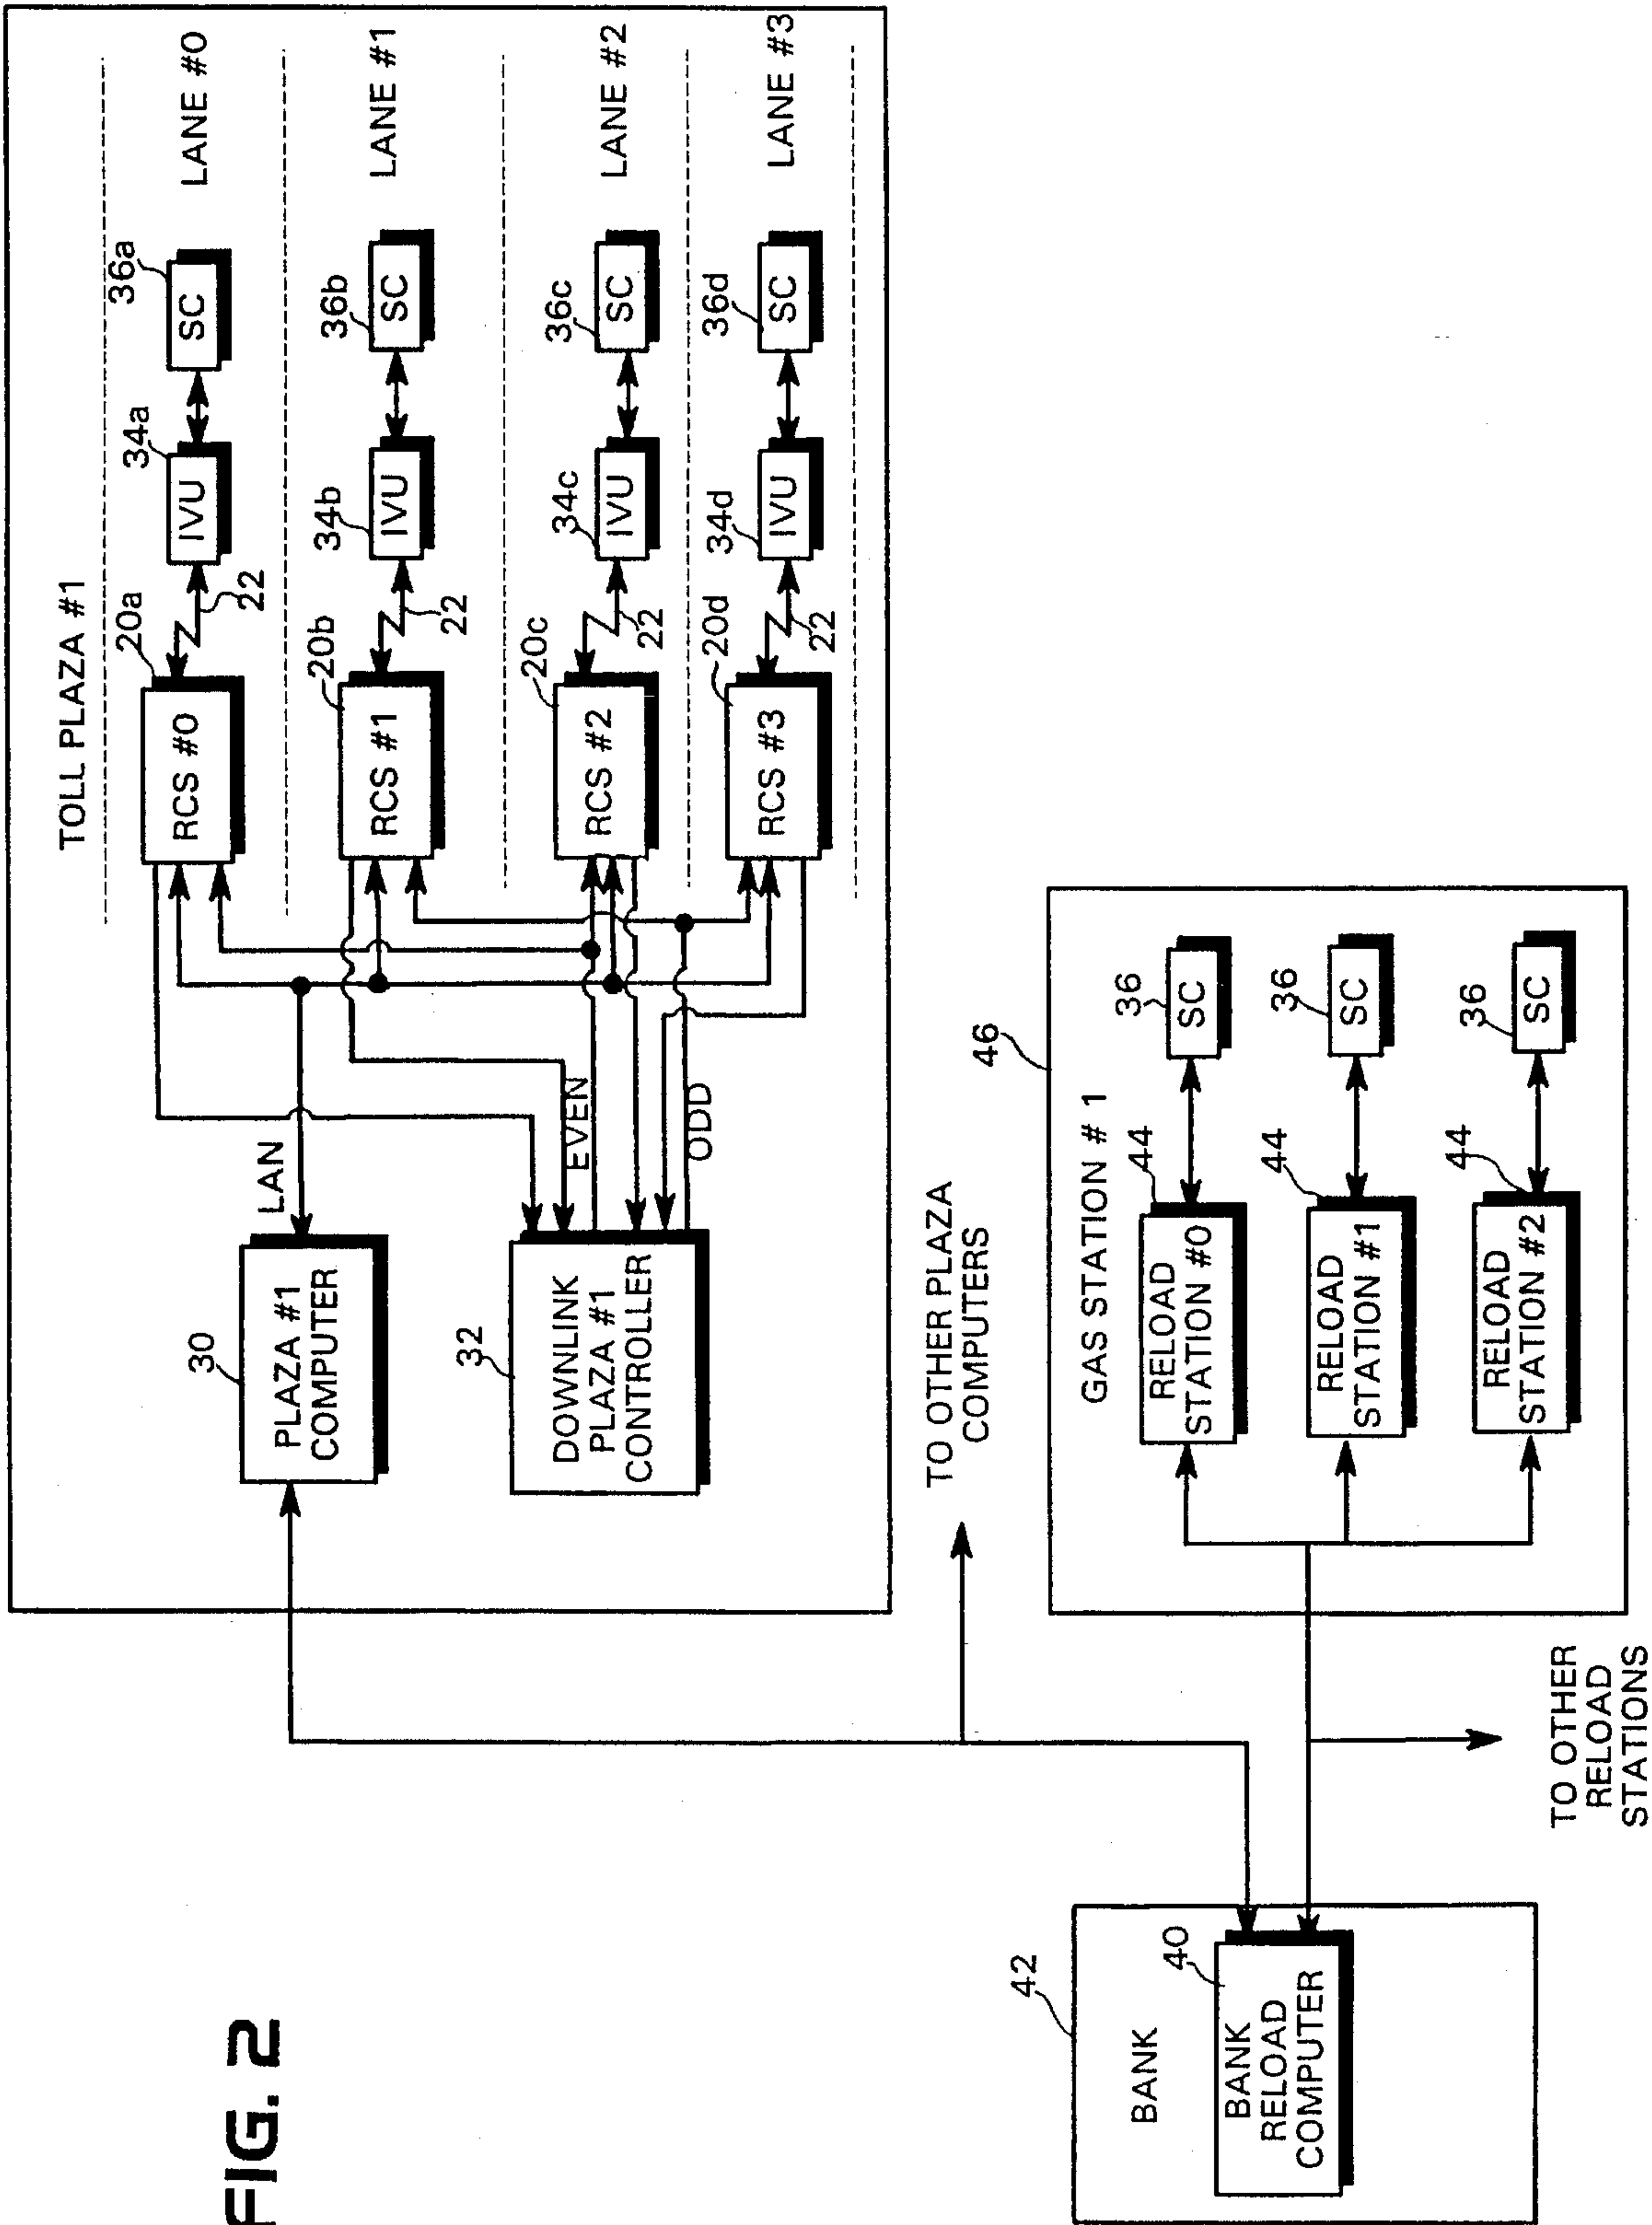 FIG. 2
TOLL PLAZA #1
30
PLAZA #1
COMPUTER
LAN
32
DOWNLINK
PLAZA #1
CONTROLLER
EVEN
ODD
20a
RCS #0
22
34a
IVU
36a
SC
LANE #0
20b
RCS #1
22
34b
IVU
36b
SC
LANE #1
20c
RCS #2
22
34c
IVU
36c
SC
LANE #2
20d
RCS #3
22
34d
IVU
36d
SC
LANE #3
TO OTHER PLAZA
COMPUTERS
42
BANK
40
BANK
RELOAD
COMPUTER
TO OTHER
RELOAD
STATIONS
46
GAS STATION # 1
44
RELOAD
STATION #0
36
SC
44
RELOAD
STATION #1
36
SC
44
RELOAD
STATION #2
36
SC